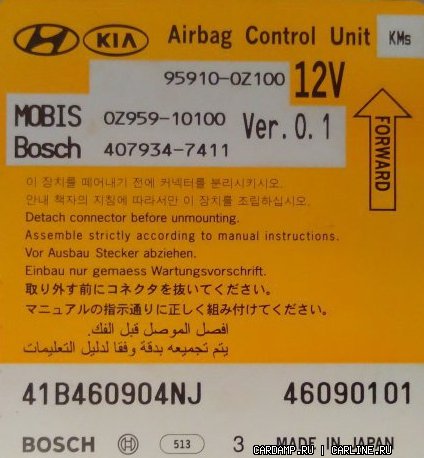 HYUNDAI KIA Airbag Control Unit KMs
95910-0Z100 12V
MOBIS 0Z959-10100 Ver.0.1
Bosch 407934-7411
FORWARD
이 장치를 떼어내기 전에 커넥터를 분리시키시오.
안내 책자의 지침에 따라서만 이 장치를 조립하십시오.
Detach connector before unmounting.
Assemble strictly according to manual instructions.
Vor Ausbau Stecker abziehen.
Einbau nur gemaess Wartungsvorschrift.
取り外す前にコネクタを抜いてください。
マニュアルの指示通りに正しく組み付けてください。
افصل الموصل قبل الفك.
يتم تجميعه بدقة وفقا لدليل التعليمات
41B460904NJ 46090101
BOSCH 513 3 MADE IN JAPAN
CARDAMP.RU | CARLINE.RU